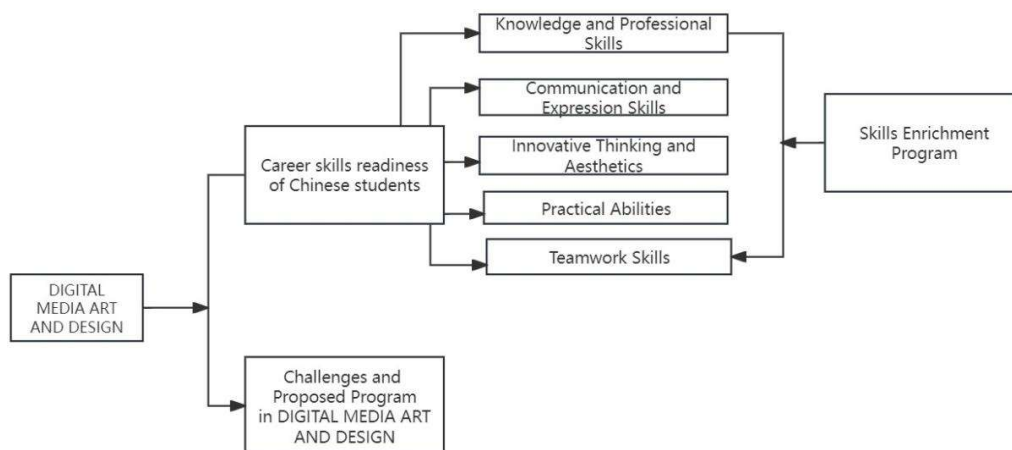 Knowledge and Professional
Skills
Communication and
Expression Skills
Innovative Thinking and
Aesthetics
Practical Abilities
Teamwork Skills
Career skills readiness
of Chinese students
Skills Enrichment
Program
DIGITAL
MEDIA ART
AND DESIGN
Challenges and
Proposed Program
in DIGITAL MEDIA ART
AND DESIGN